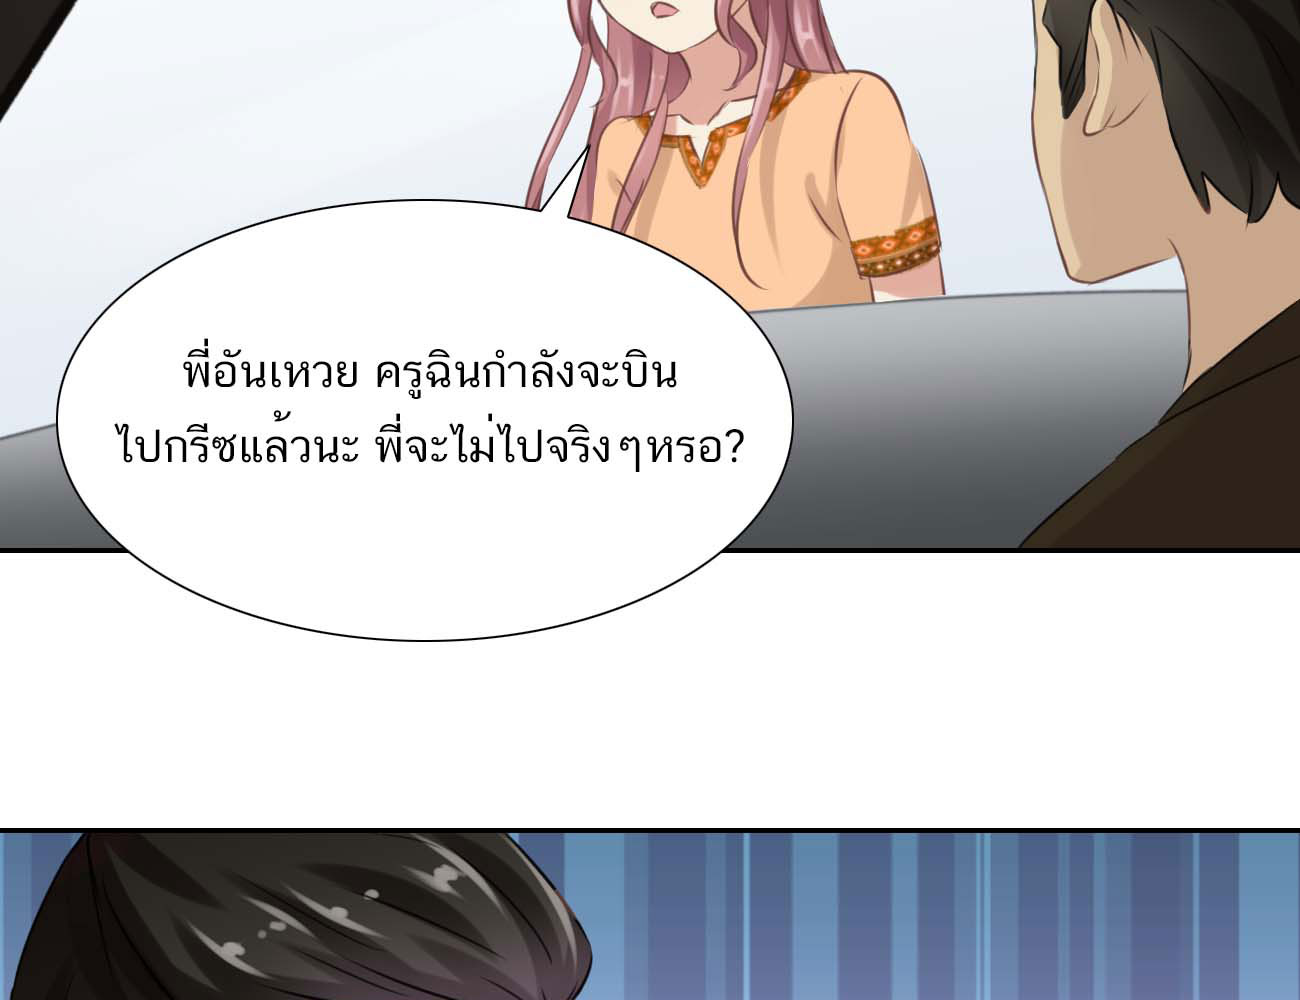 พี่อันเหวย ครูฉินกำลังจะบิน
ไปกรีซแล้วนะ พี่จะไม่ไปจริงๆหรอ?